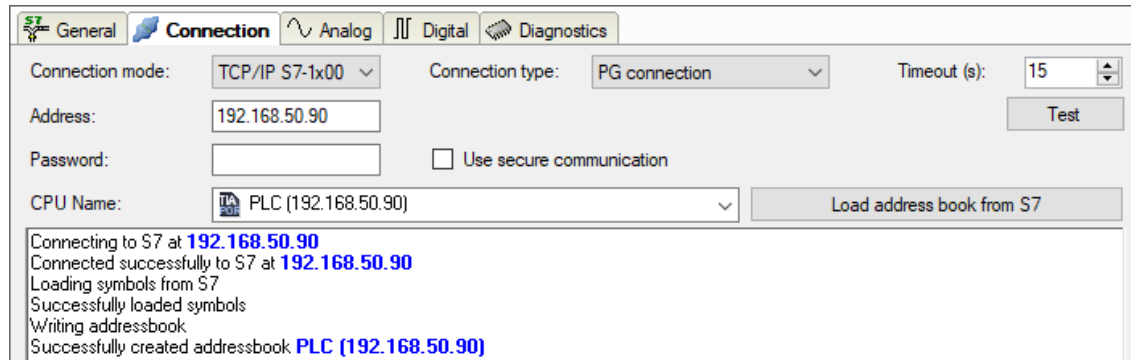 S7 General Connection Analog Digital Diagnostics
Connection mode: TCP/IP S7-1x00 Connection type: PG connection Timeout (s): 15
Address: 192.168.50.90 Test
Password: Use secure communication
CPU Name: TIA PDP PLC (192.168.50.90) Load address book from S7
Connecting to S7 at 192.168.50.90
Connected successfully to S7 at 192.168.50.90
Loading symbols from S7
Successfully loaded symbols
Writing addressbook
Successfully created addressbook PLC (192.168.50.90)